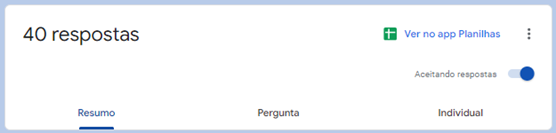 40 respostas
Ver no app Planilhas
Aceitando respostas
Resumo Pergunta Individual